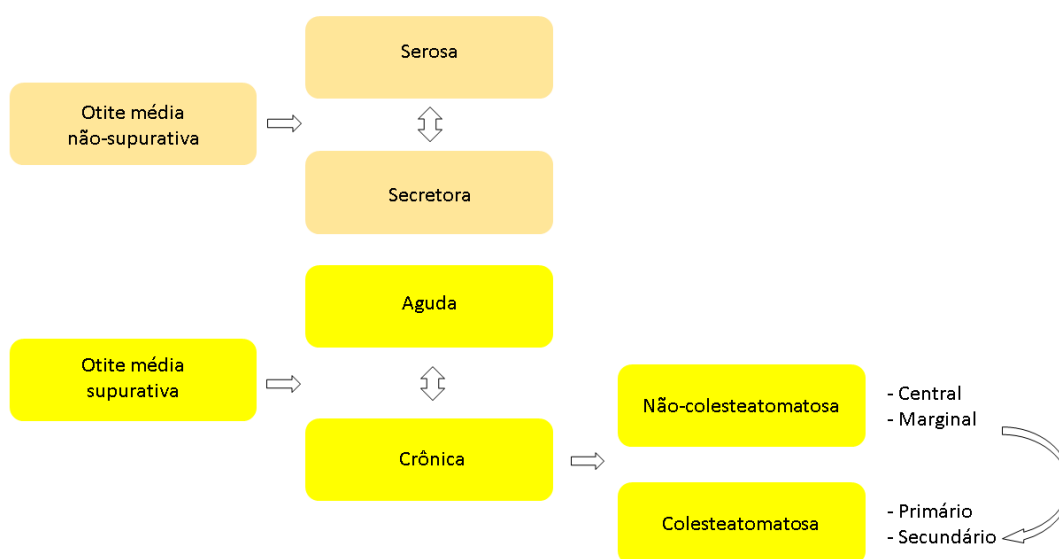 Serosa
Otite média
não-supurativa
Secretora
Aguda
Otite média
supurativa
Crônica
Não-colesteatomatosa
- Central
- Marginal
Colesteatomatosa
- Primário
- Secundário